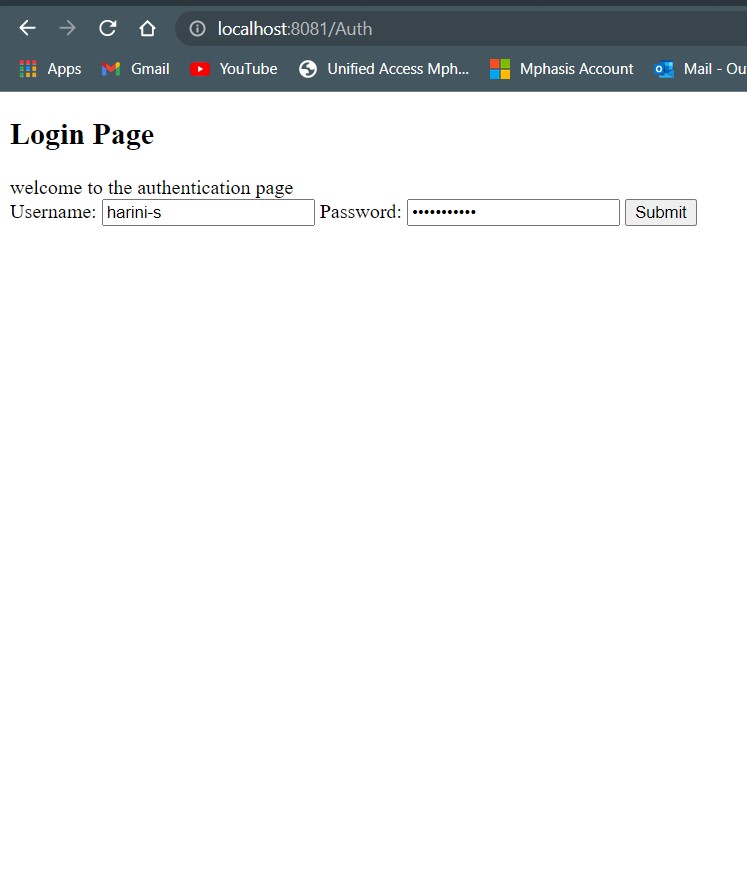 localhost:8081/Auth
Apps Gmail YouTube Unified Access Mph... Mphasis Account Mail - Ou
Login Page
welcome to the authentication page
Username: harini-s Password: ••••••••••• Submit